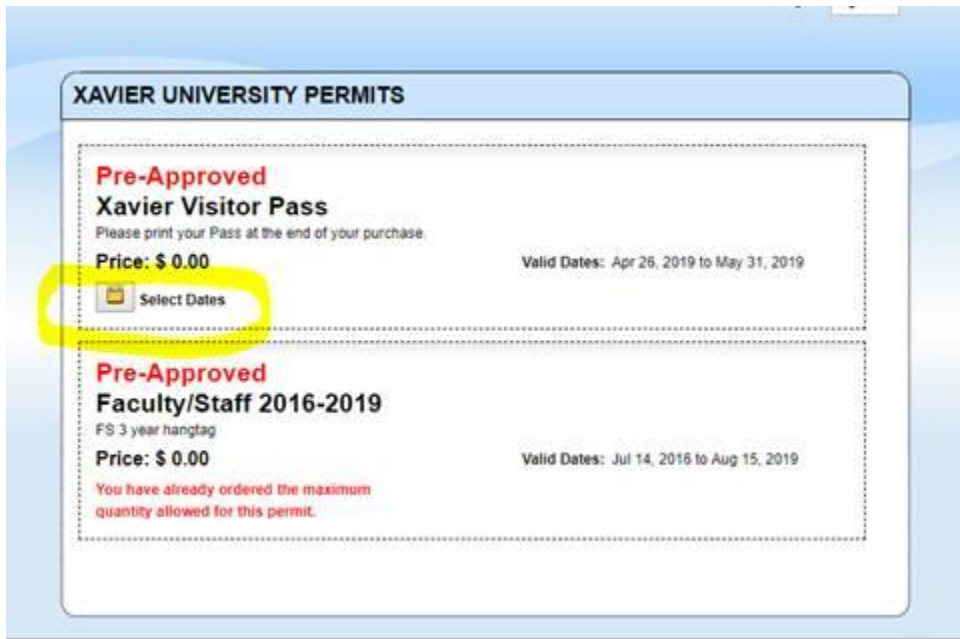 XAVIER UNIVERSITY PERMITS
Pre-Approved
Xavier Visitor Pass
Please print your Pass at the end of your purchase.
Price: $ 0.00
Valid Dates: Apr 26, 2019 to May 31, 2019
Select Dates
Pre-Approved
Faculty/Staff 2016-2019
FS 3 year hangtag
Price: $ 0.00
Valid Dates: Jul 14, 2016 to Aug 15, 2019
You have already ordered the maximum
quantity allowed for this permit.